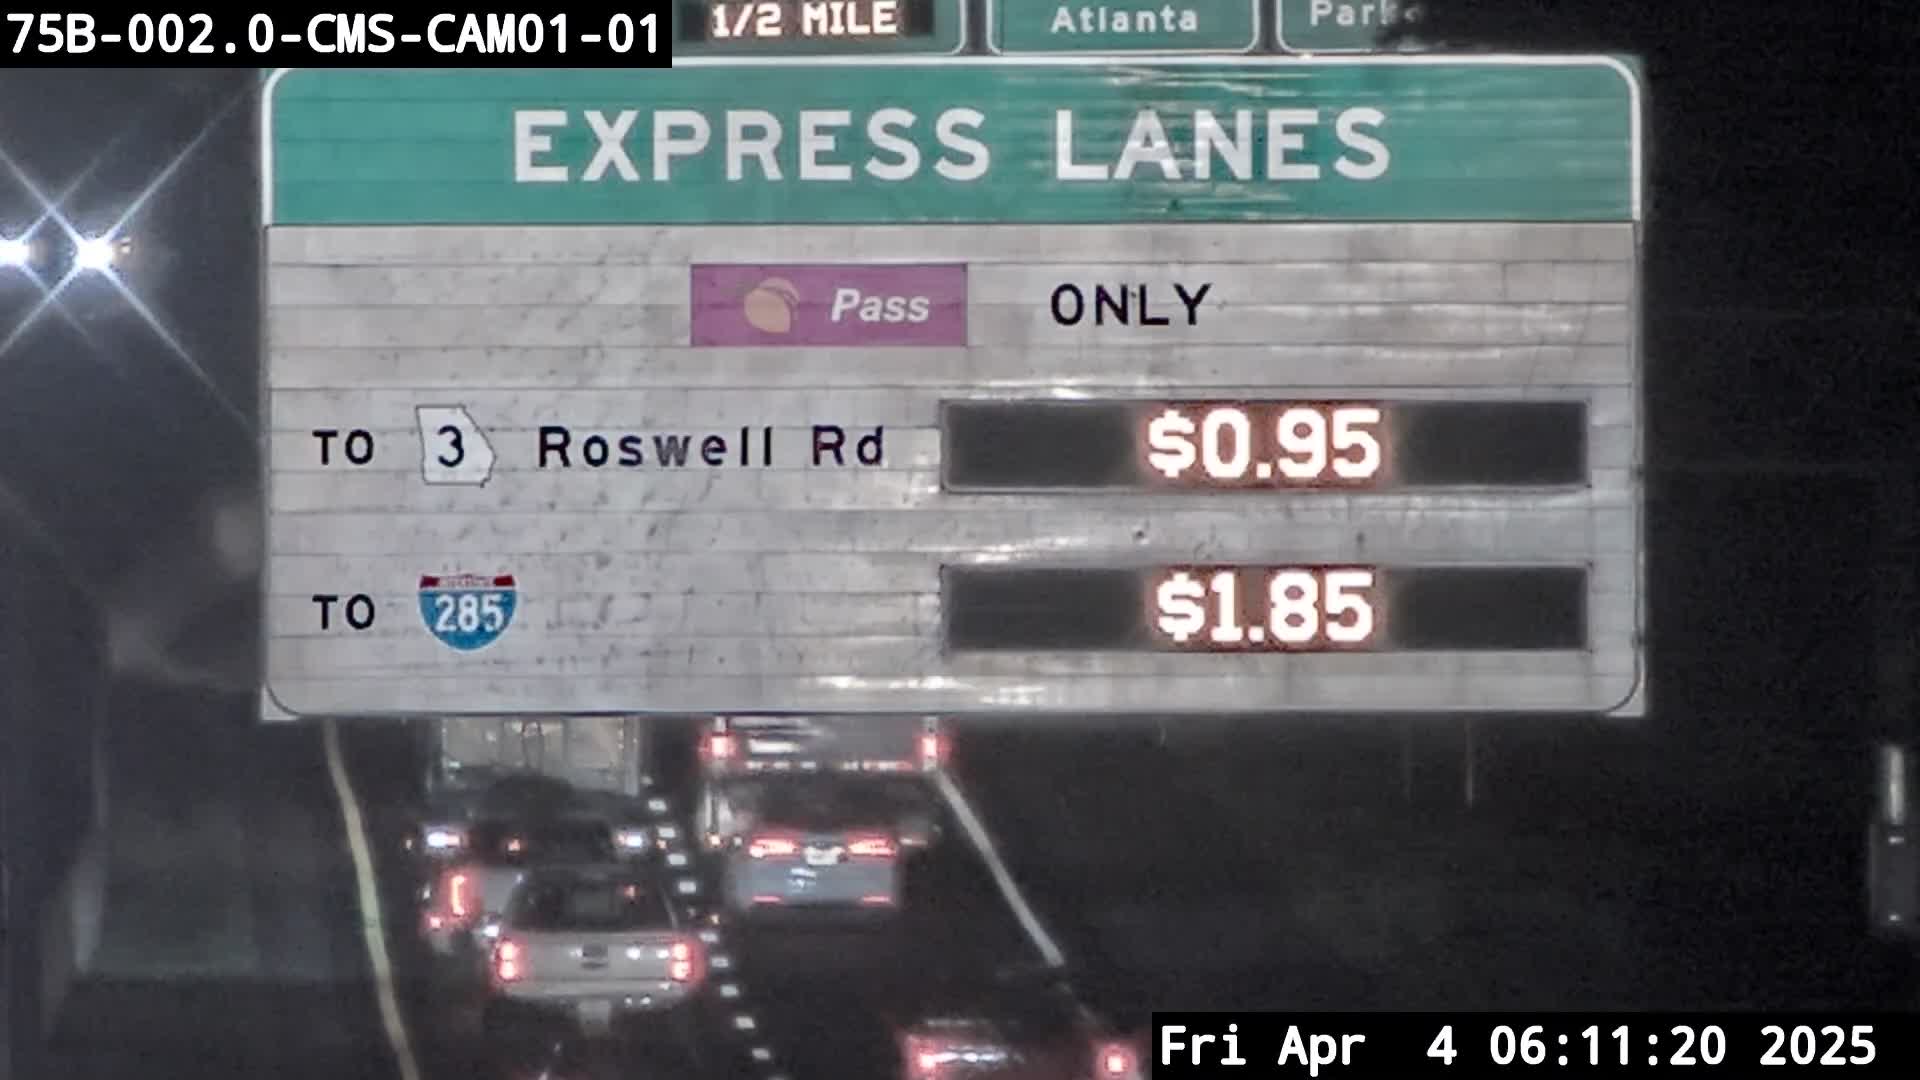 75B-002.0-CMS-CAM01-01
1/2 MILE
Atlanta
EXPRESS LANES
Pass ONLY
TO 3 Roswell Rd $0.95
TO 285 $1.85
Fri Apr 4 06:11:20 2025